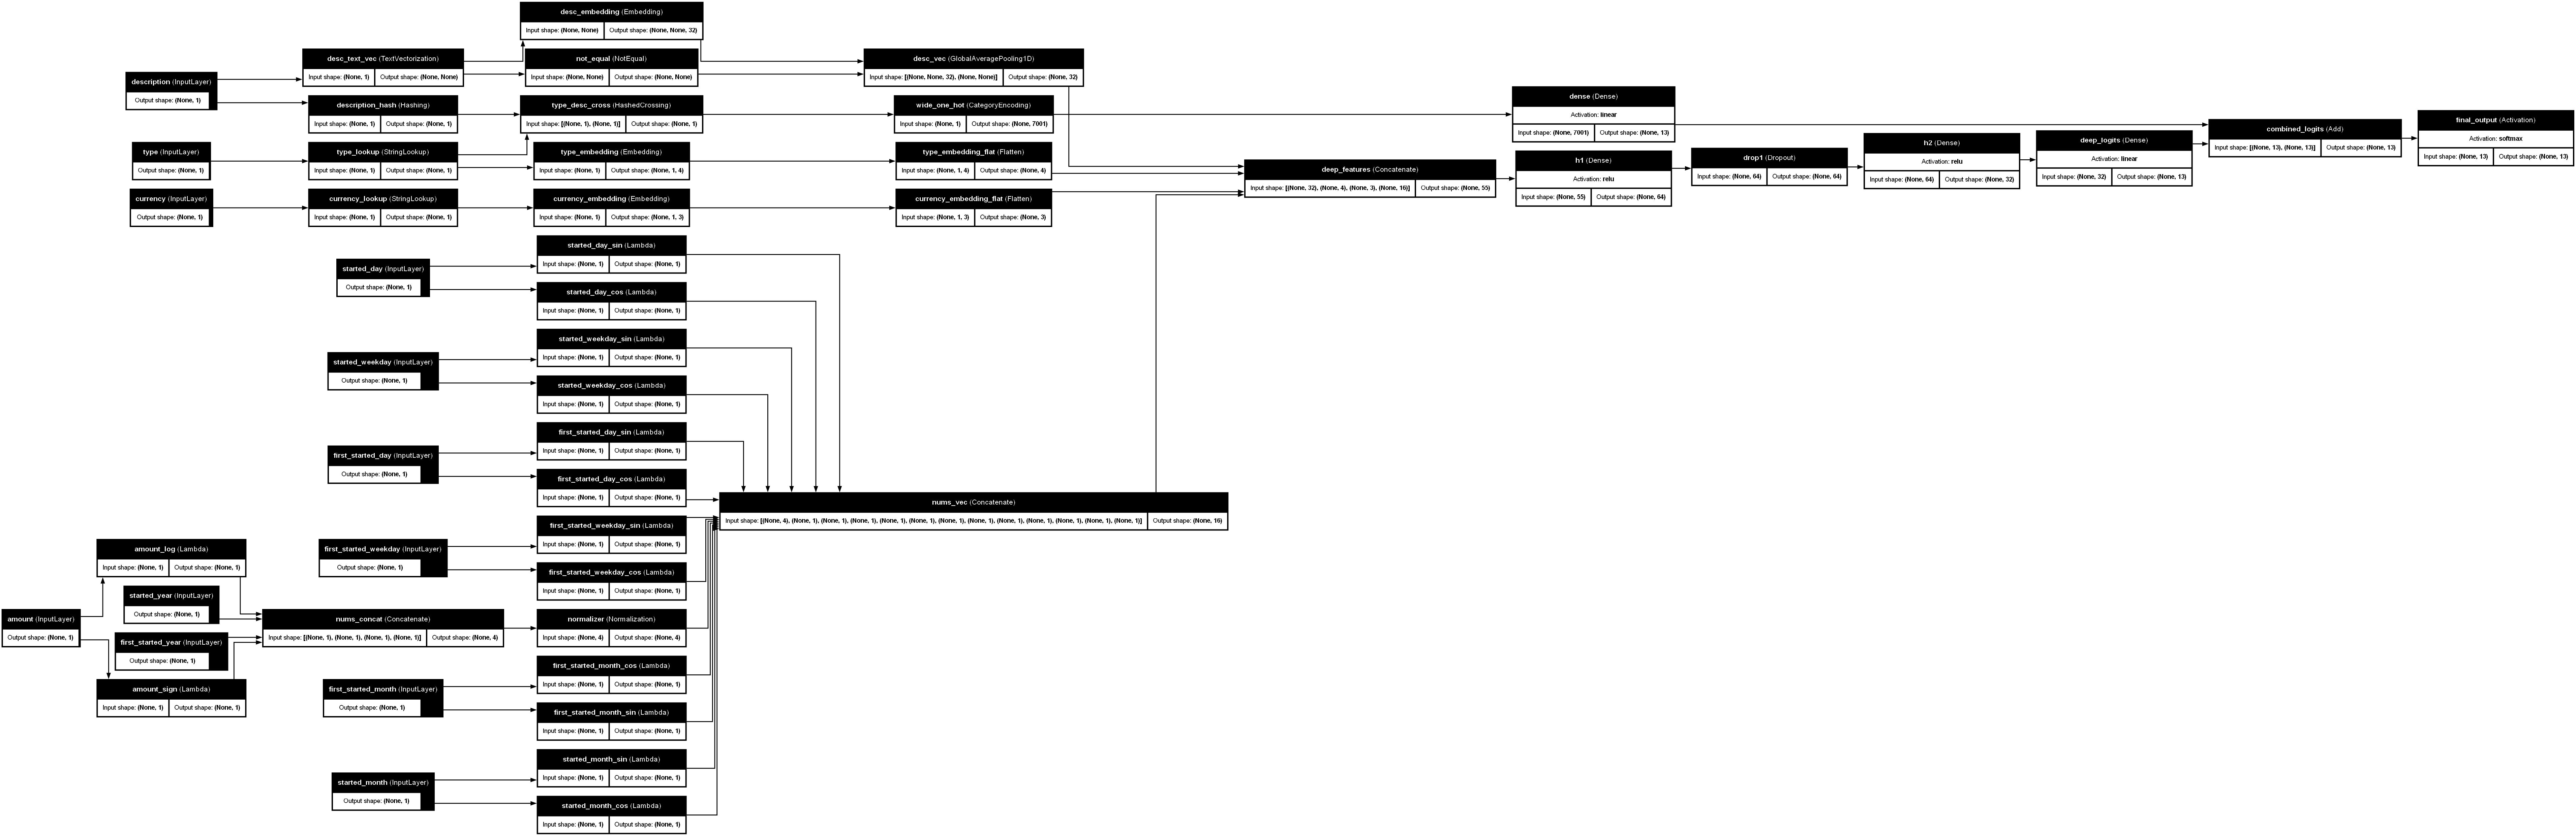 desc_embedding (Embedding)
Input shape: (None, None) Output shape: (None, None, 32)
desc_text_vec (TextVectorization)
Input shape: (None, 1) Output shape: (None, None)
not_equal (NotEqual)
Input shape: (None, None) Output shape: (None, None)
desc_vec (GlobalAveragePooling1D)
Input shape: [(None, None, 32), (None, None)] Output shape: (None, 32)
description (InputLayer)
Output shape: (None, 1)
description_hash (Hashing)
Input shape: (None, 1) Output shape: (None, 1)
type_desc_cross (HashedCrossing)
Input shape: [(None, 1), (None, 1)] Output shape: (None, 1)
wide_one_hot (CategoryEncoding)
Input shape: (None, 1) Output shape: (None, 7001)
dense (Dense)
Activation: linear
Input shape: (None, 7001) Output shape: (None, 13)
combined_logits (Add)
Input shape: [(None, 13), (None, 13)] Output shape: (None, 13)
final_output (Activation)
Activation: softmax
Input shape: (None, 13) Output shape: (None, 13)
type (InputLayer)
Output shape: (None, 1)
type_lookup (StringLookup)
Input shape: (None, 1) Output shape: (None, 1)
type_embedding (Embedding)
Input shape: (None, 1) Output shape: (None, 1, 4)
type_embedding_flat (Flatten)
Input shape: (None, 1, 4) Output shape: (None, 4)
deep_features (Concatenate)
Input shape: [(None, 32), (None, 4), (None, 3), (None, 16)] Output shape: (None, 55)
h1 (Dense)
Activation: relu
Input shape: (None, 55) Output shape: (None, 64)
drop1 (Dropout)
Input shape: (None, 64) Output shape: (None, 64)
h2 (Dense)
Activation: relu
Input shape: (None, 64) Output shape: (None, 32)
deep_logits (Dense)
Activation: linear
Input shape: (None, 32) Output shape: (None, 13)
currency (InputLayer)
Output shape: (None, 1)
currency_lookup (StringLookup)
Input shape: (None, 1) Output shape: (None, 1)
currency_embedding (Embedding)
Input shape: (None, 1) Output shape: (None, 1, 3)
currency_embedding_flat (Flatten)
Input shape: (None, 1, 3) Output shape: (None, 3)
started_day (InputLayer)
Output shape: (None, 1)
started_day_sin (Lambda)
Input shape: (None, 1) Output shape: (None, 1)
started_day_cos (Lambda)
Input shape: (None, 1) Output shape: (None, 1)
started_weekday (InputLayer)
Output shape: (None, 1)
started_weekday_sin (Lambda)
Input shape: (None, 1) Output shape: (None, 1)
started_weekday_cos (Lambda)
Input shape: (None, 1) Output shape: (None, 1)
first_started_day (InputLayer)
Output shape: (None, 1)
first_started_day_sin (Lambda)
Input shape: (None, 1) Output shape: (None, 1)
first_started_day_cos (Lambda)
Input shape: (None, 1) Output shape: (None, 1)
nums_vec (Concatenate)
Input shape: [(None, 4), (None, 1), (None, 1), (None, 1), (None, 1), (None, 1), (None, 1), (None, 1), (None, 1), (None, 1), (None, 1), (None, 1), (None, 1)] Output shape: (None, 16)
first_started_weekday (InputLayer)
Output shape: (None, 1)
first_started_weekday_sin (Lambda)
Input shape: (None, 1) Output shape: (None, 1)
first_started_weekday_cos (Lambda)
Input shape: (None, 1) Output shape: (None, 1)
amount (InputLayer)
Output shape: (None, 1)
amount_log (Lambda)
Input shape: (None, 1) Output shape: (None, 1)
started_year (InputLayer)
Output shape: (None, 1)
first_started_year (InputLayer)
Output shape: (None, 1)
amount_sign (Lambda)
Input shape: (None, 1) Output shape: (None, 1)
nums_concat (Concatenate)
Input shape: [(None, 1), (None, 1), (None, 1), (None, 1)] Output shape: (None, 4)
normalizer (Normalization)
Input shape: (None, 4) Output shape: (None, 4)
first_started_month (InputLayer)
Output shape: (None, 1)
first_started_month_cos (Lambda)
Input shape: (None, 1) Output shape: (None, 1)
first_started_month_sin (Lambda)
Input shape: (None, 1) Output shape: (None, 1)
started_month (InputLayer)
Output shape: (None, 1)
started_month_sin (Lambda)
Input shape: (None, 1) Output shape: (None, 1)
started_month_cos (Lambda)
Input shape: (None, 1) Output shape: (None, 1)